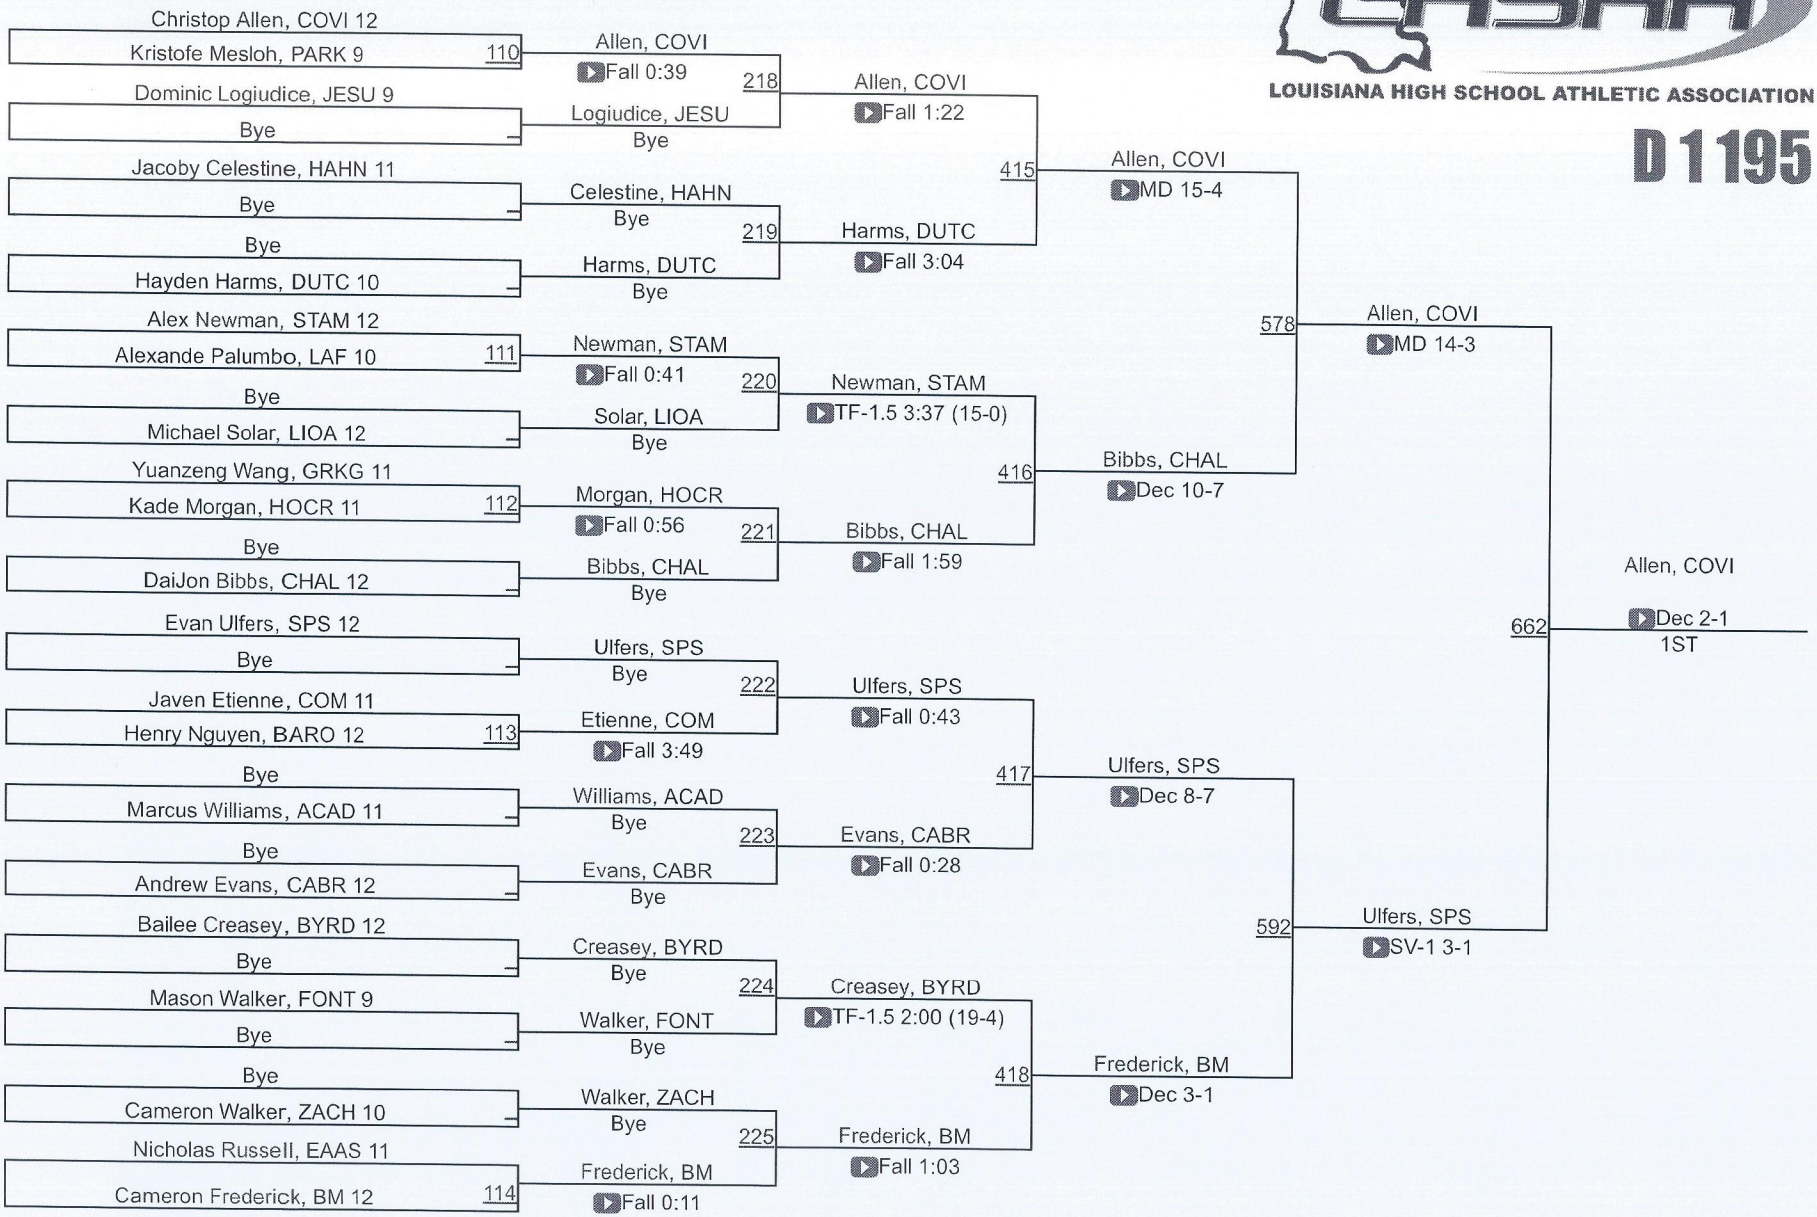 LHSAA
LOUISIANA HIGH SCHOOL ATHLETIC ASSOCIATION
D 1 195
Christop Allen, COVI 12
Kristofe Mesloh, PARK 9
110
Dominic Logiudice, JESU 9
Bye
Jacoby Celestine, HAHN 11
Bye
Bye
Hayden Harms, DUTC 10
Alex Newman, STAM 12
Alexande Palumbo, LAF 10
111
Bye
Michael Solar, LIOA 12
Yuanzeng Wang, GRKG 11
Kade Morgan, HOCR 11
112
Bye
DaiJon Bibbs, CHAL 12
Evan Ulfers, SPS 12
Bye
Javen Etienne, COM 11
Henry Nguyen, BARO 12
113
Bye
Marcus Williams, ACAD 11
Bye
Andrew Evans, CABR 12
Bailee Creasey, BYRD 12
Bye
Mason Walker, FONT 9
Bye
Bye
Cameron Walker, ZACH 10
Nicholas Russell, EAAS 11
Cameron Frederick, BM 12
114
Allen, COVI
Fall 0:39
218
Logiudice, JESU
Bye
Celestine, HAHN
Bye
219
Harms, DUTC
Bye
Newman, STAM
Fall 0:41
220
Solar, LIOA
Bye
Morgan, HOCR
Fall 0:56
221
Bibbs, CHAL
Bye
Ulfers, SPS
Bye
222
Etienne, COM
Fall 3:49
Williams, ACAD
Bye
223
Evans, CABR
Bye
Creasey, BYRD
Bye
224
Walker, FONT
Bye
Walker, ZACH
Bye
225
Frederick, BM
Fall 0:11
Allen, COVI
Fall 1:22
415
Harms, DUTC
Fall 3:04
Newman, STAM
TF-1.5 3:37 (15-0)
416
Bibbs, CHAL
Fall 1:59
Ulfers, SPS
Fall 0:43
417
Evans, CABR
Fall 0:28
Creasey, BYRD
TF-1.5 2:00 (19-4)
418
Frederick, BM
Fall 1:03
Allen, COVI
MD 15-4
578
Bibbs, CHAL
Dec 10-7
Ulfers, SPS
Dec 8-7
592
Frederick, BM
Dec 3-1
Allen, COVI
MD 14-3
662
Ulfers, SPS
SV-1 3-1
Allen, COVI
Dec 2-1
1ST